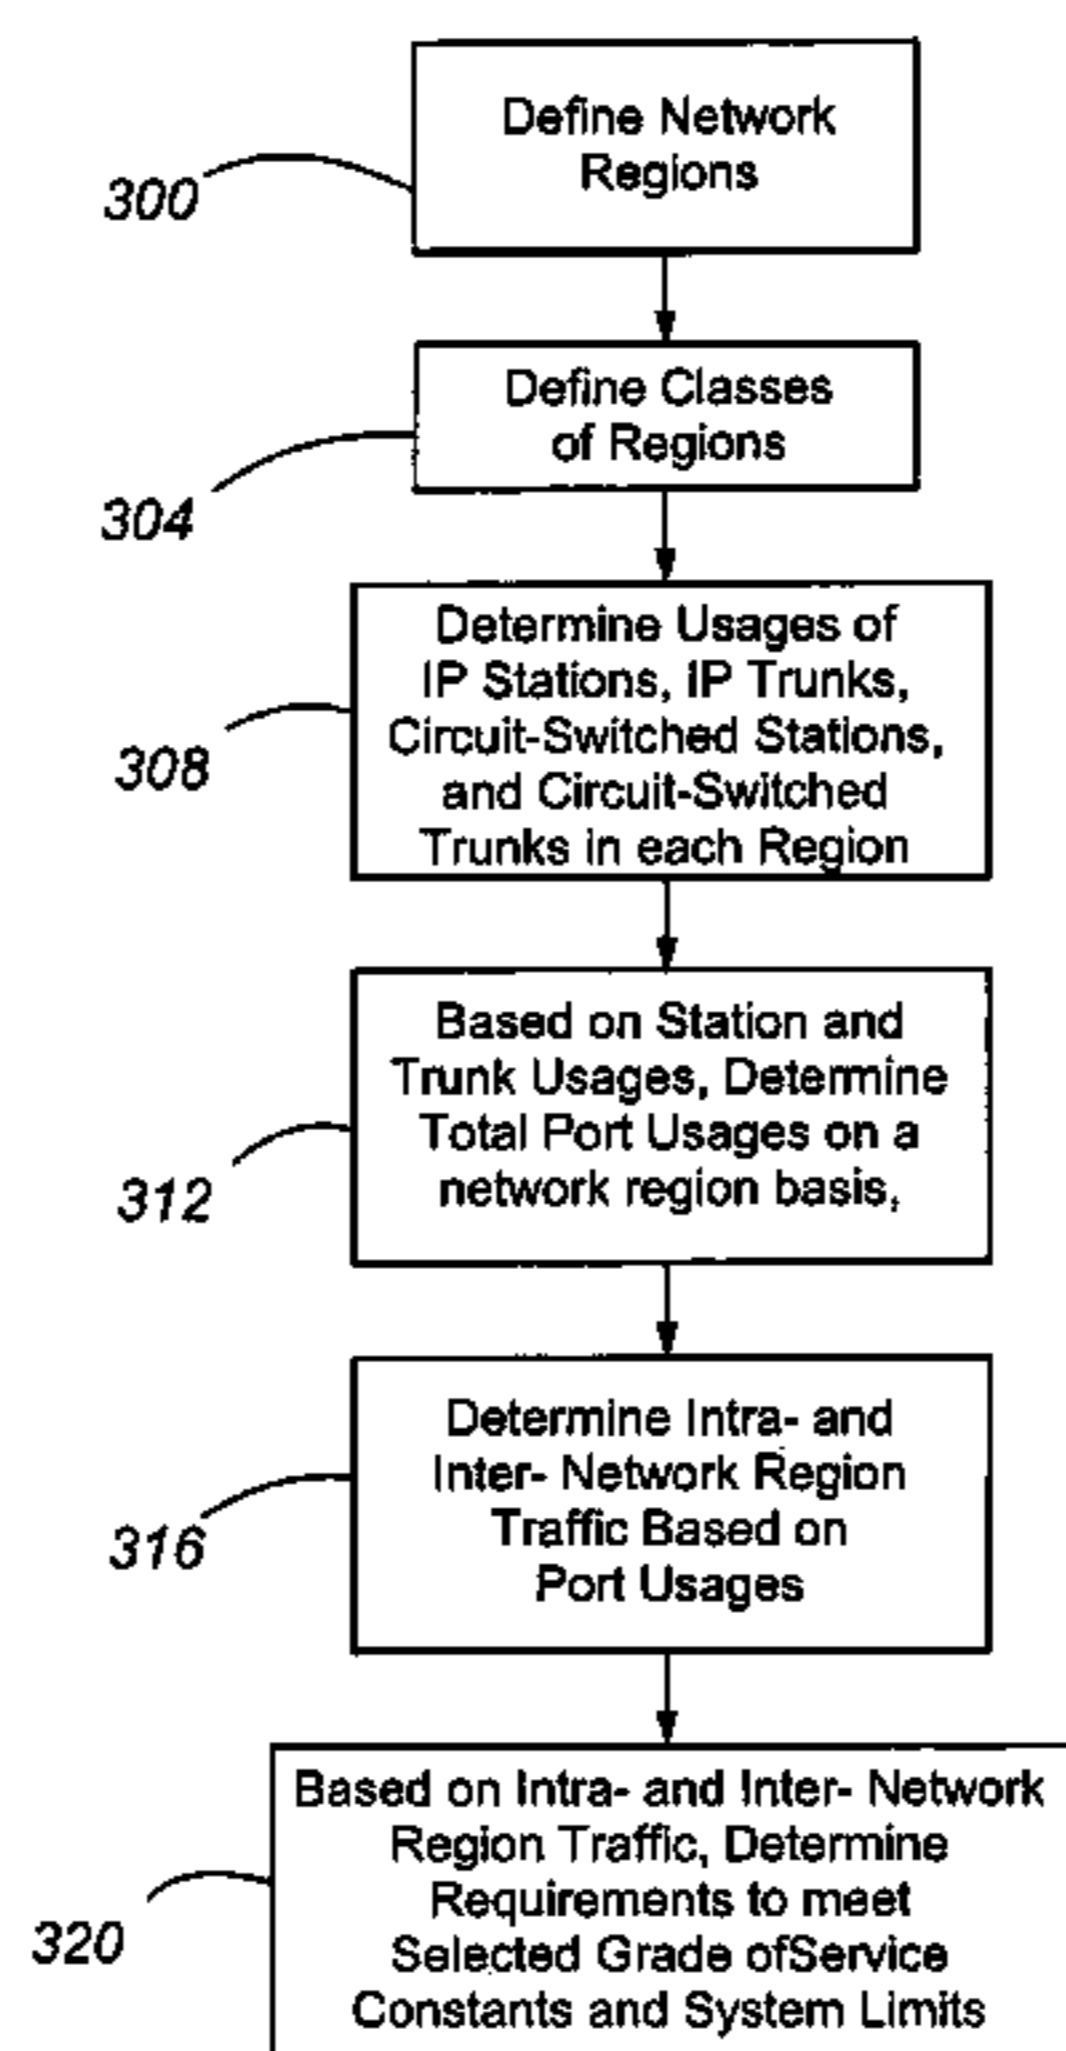 Define Network
Regions
300
Define Classes
of Regions
304
Determine Usages of
IP Stations, IP Trunks,
Circuit-Switched Stations,
and Circuit-Switched
Trunks in each Region
308
Based on Station and
Trunk Usages, Determine
Total Port Usages on a
network region basis,
312
Determine Intra- and
Inter- Network Region
Traffic Based on
Port Usages
316
Based on Intra- and Inter- Network
Region Traffic, Determine
Requirements to meet
Selected Grade ofService
Constants and System Limits
320